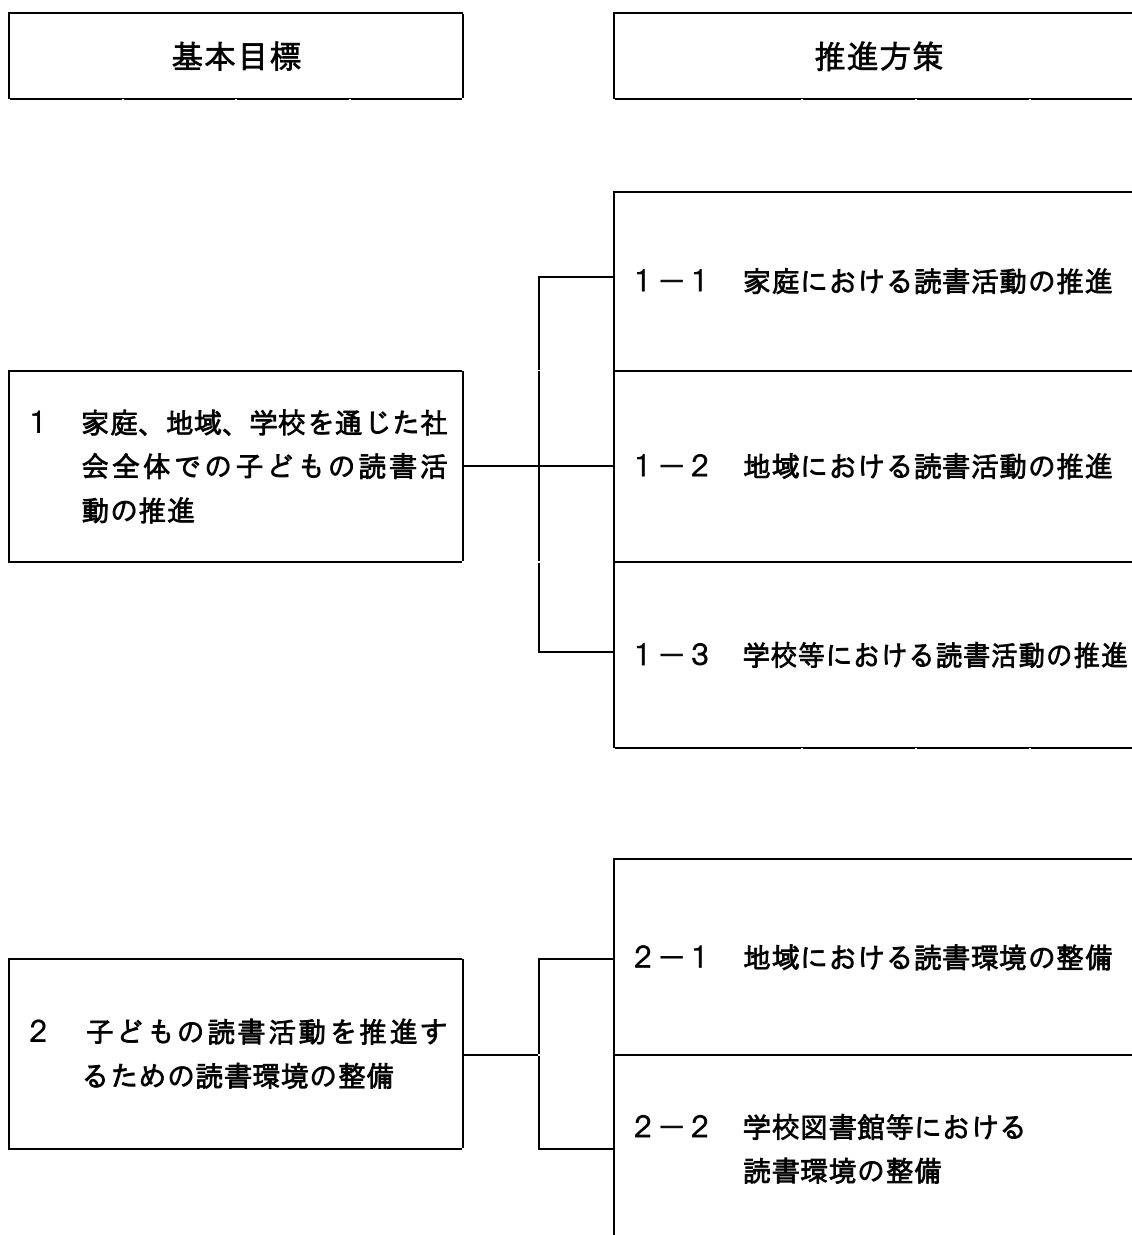 基本目標
推進方策
1 家庭、地域、学校を通じた社
会全体での子どもの読書活
動の推進
1－1 家庭における読書活動の推進
1－2 地域における読書活動の推進
1－3 学校等における読書活動の推進
2 子どもの読書活動を推進す
るための読書環境の整備
2－1 地域における読書環境の整備
2－2 学校図書館等における
読書環境の整備